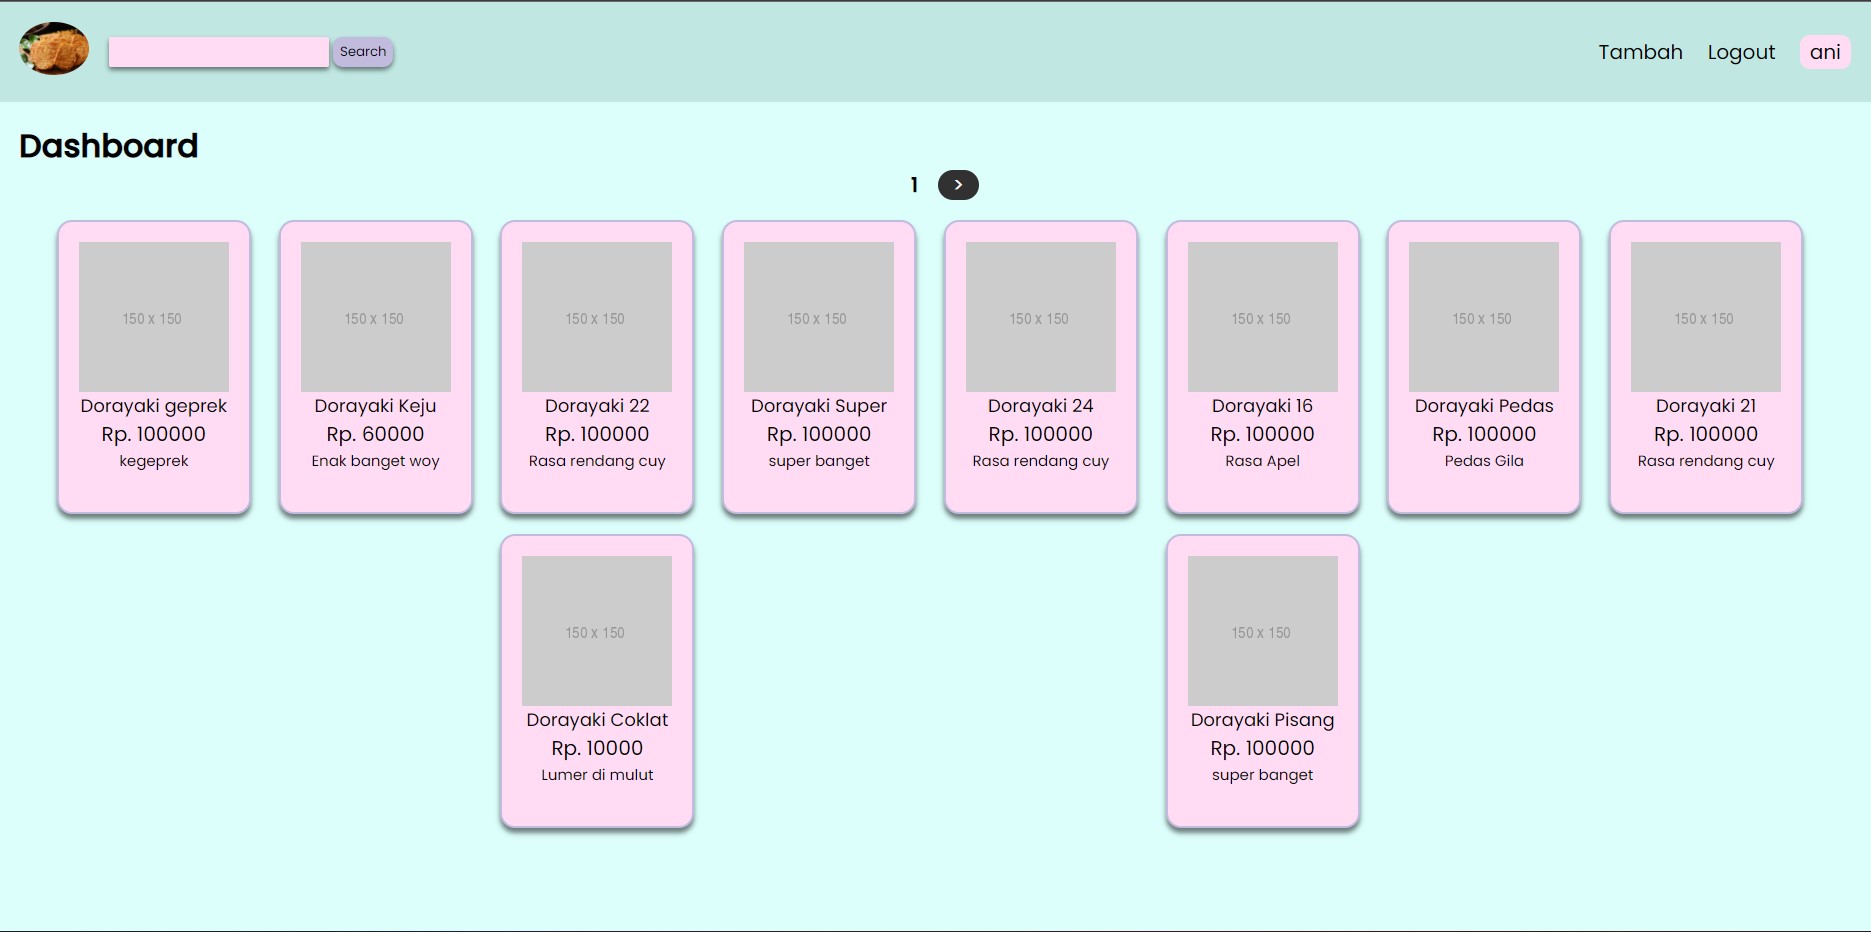 Search
Tambah
Logout
ani
Dashboard
1
>
150 x 150
Dorayaki geprek
Rp. 100000
kegeprek
150 x 150
Dorayaki Keju
Rp. 60000
Enak banget woy
150 x 150
Dorayaki 22
Rp. 100000
Rasa rendang cuy
150 x 150
Dorayaki Super
Rp. 100000
super banget
150 x 150
Dorayaki 24
Rp. 100000
Rasa rendang cuy
150 x 150
Dorayaki 16
Rp. 100000
Rasa Apel
150 x 150
Dorayaki Pedas
Rp. 100000
Pedas Gila
150 x 150
Dorayaki 21
Rp. 100000
Rasa rendang cuy
150 x 150
Dorayaki Coklat
Rp. 10000
Lumer di mulut
150 x 150
Dorayaki Pisang
Rp. 100000
super banget